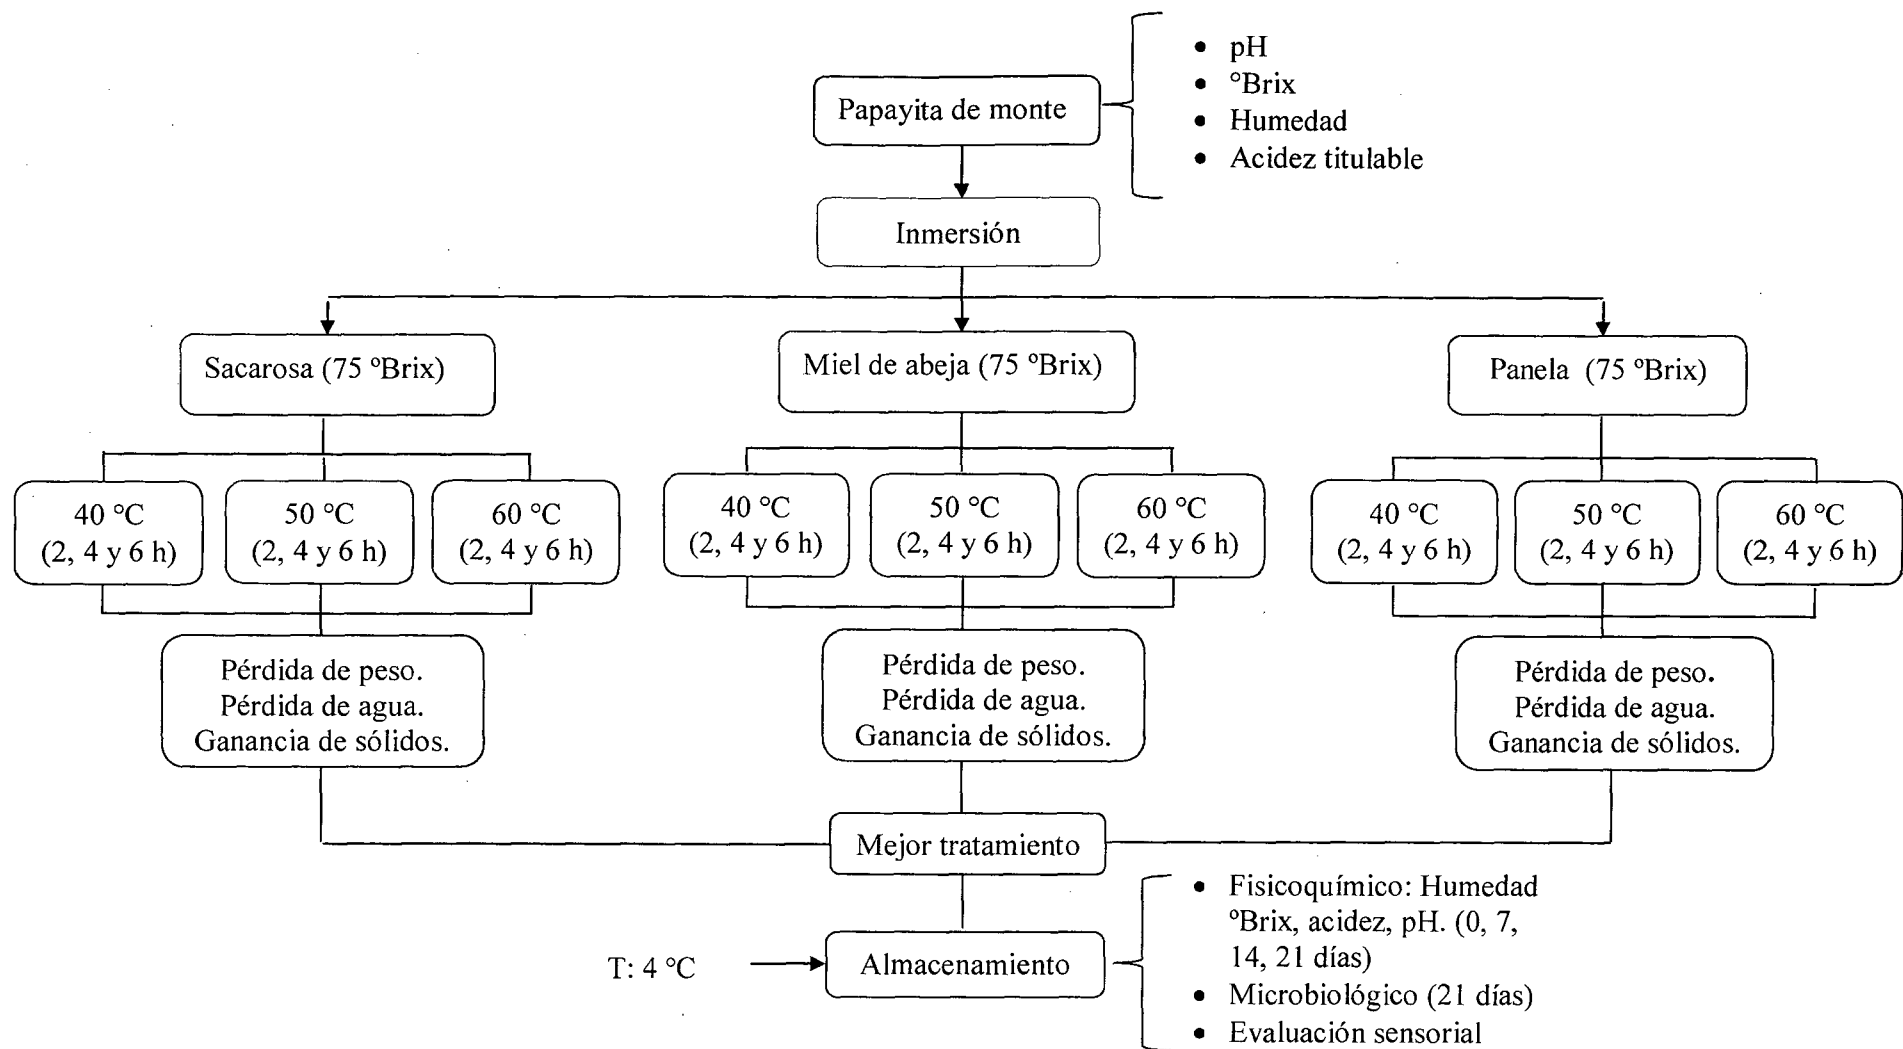 Papayita de monte
• pH
• °Brix
• Humedad
• Acidez titulable
Inmersión
Sacarosa (75 ºBrix)
Miel de abeja (75 ºBrix)
Panela (75 ºBrix)
40 °C
(2, 4 y 6 h)
50 °C
(2, 4 y 6 h)
60 °C
(2, 4 y 6 h)
40 °C
(2, 4 y 6 h)
50 °C
(2, 4 y 6 h)
60 °C
(2, 4 y 6 h)
40 °C
(2, 4 y 6 h)
50 °C
(2, 4 y 6 h)
60 °C
(2, 4 y 6 h)
Pérdida de peso.
Pérdida de agua.
Ganancia de sólidos.
Pérdida de peso.
Pérdida de agua.
Ganancia de sólidos.
Pérdida de peso.
Pérdida de agua.
Ganancia de sólidos.
Mejor tratamiento
T: 4 °C
Almacenamiento
• Fisicoquímico: Humedad
ºBrix, acidez, pH. (0, 7,
14, 21 días)
• Microbiológico (21 días)
• Evaluación sensorial